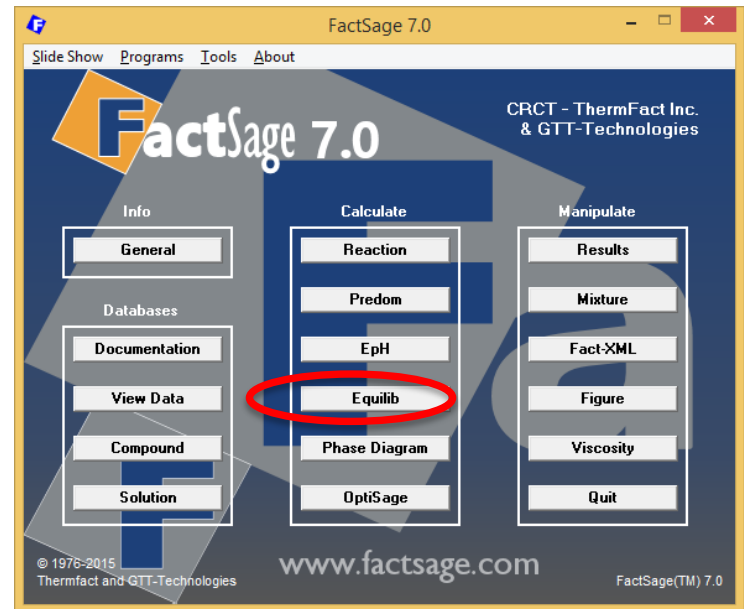 FactSage 7.0
Slide Show Programs Tools About
FactSage 7.0
CRCT - ThermFact Inc.
& GTT-Technologies
Info
General
Databases
Documentation
View Data
Compound
Solution
Calculate
Reaction
Predom
EpH
Equilib
Phase Diagram
OptiSage
Manipulate
Results
Mixture
Fact-XML
Figure
Viscosity
Quit
© 1976-2015
Thermfact and GTT-Technologies
www.factsage.com
FactSage(TM) 7.0